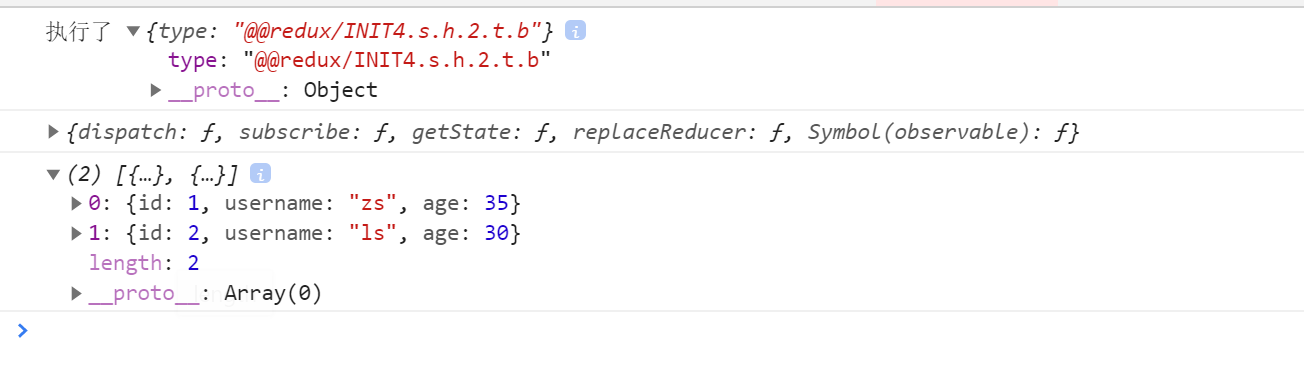 执行了 ▼{type: "@@redux/INIT4.s.h.2.t.b"} i
type: "@@redux/INIT4.s.h.2.t.b"
▶__proto__: Object
▶{dispatch: ƒ, subscribe: ƒ, getState: ƒ, replaceReducer: ƒ, Symbol(observable): ƒ}
▼(2) [{…}, {…}] i
▶0: {id: 1, username: "zs", age: 35}
▶1: {id: 2, username: "ls", age: 30}
length: 2
▶__proto__: Array(0)
>